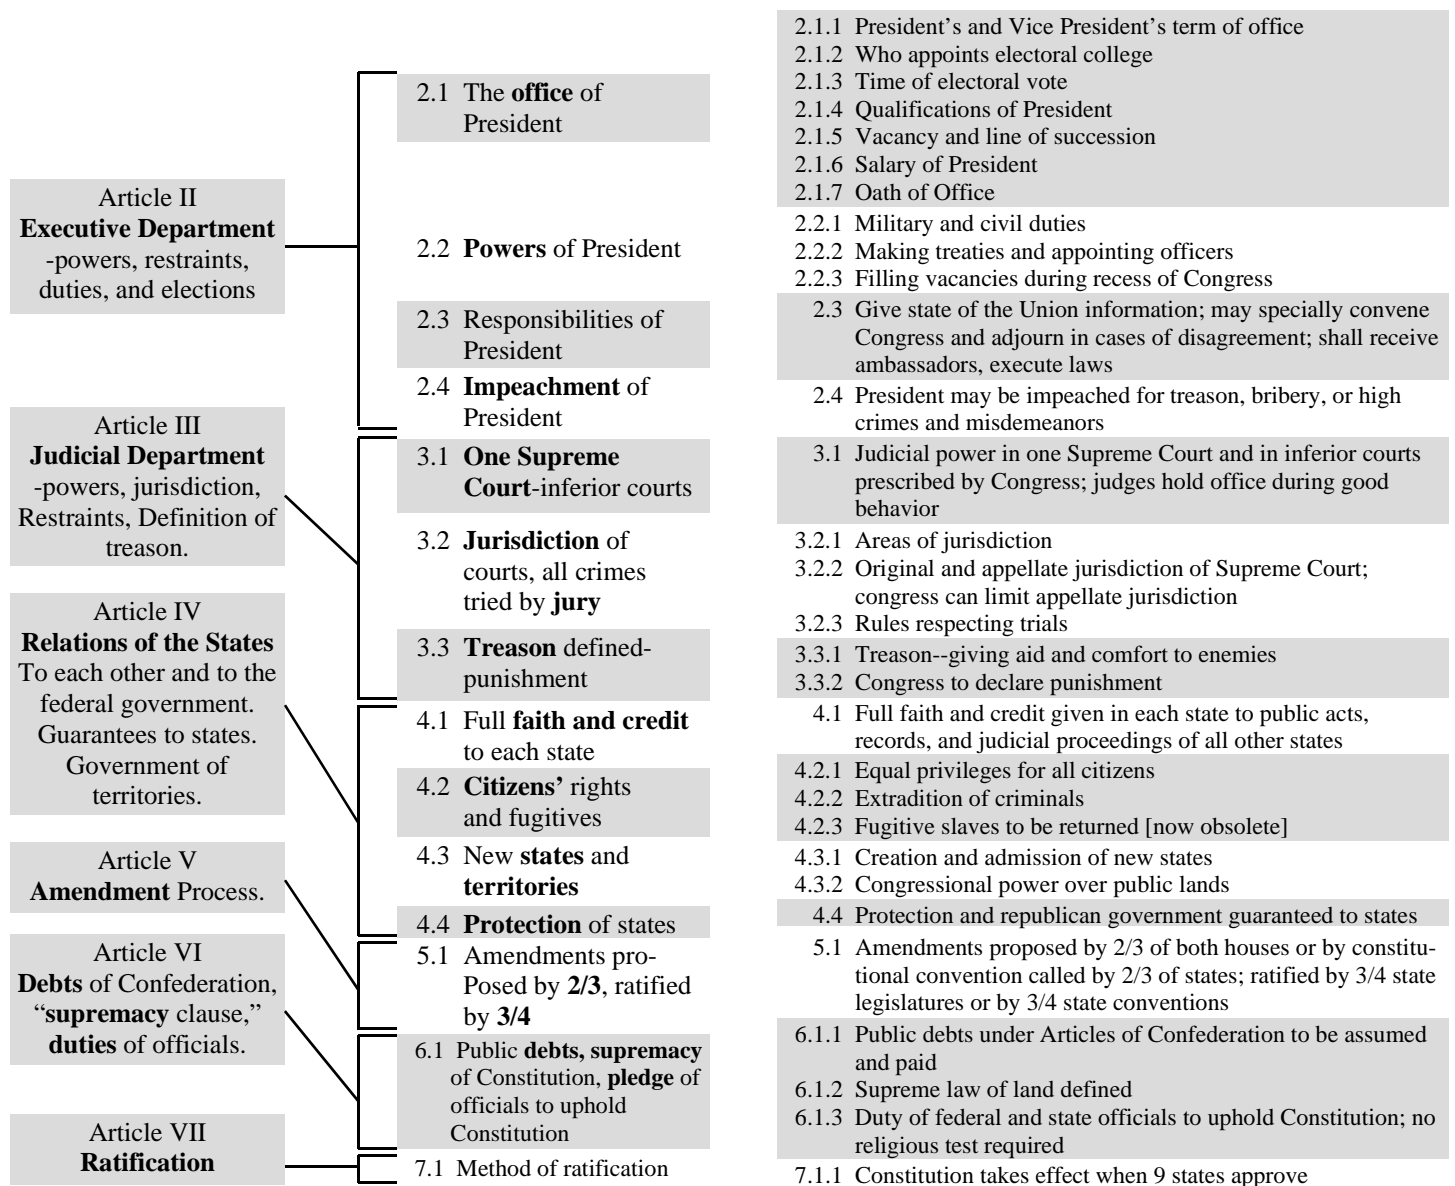 Article II
Executive Department
-powers, restraints,
duties, and elections
Article III
Judicial Department
-powers, jurisdiction,
Restraints, Definition of
treason.
Article IV
Relations of the States
To each other and to the
federal government.
Guarantees to states.
Government of
territories.
Article V
Amendment Process.
Article VI
Debts of Confederation,
“supremacy clause,”
duties of officials.
Article VII
Ratification
2.1 The office of
President
2.2 Powers of President
2.3 Responsibilities of
President
2.4 Impeachment of
President
3.1 One Supreme
Court-inferior courts
3.2 Jurisdiction of
courts, all crimes
tried by jury
3.3 Treason defined-
punishment
4.1 Full faith and credit
to each state
4.2 Citizens’ rights
and fugitives
4.3 New states and
territories
4.4 Protection of states
5.1 Amendments pro-
Posed by 2/3, ratified
by 3/4
6.1 Public debts, supremacy
of Constitution, pledge of
officials to uphold
Constitution
7.1 Method of ratification
2.1.1 President’s and Vice President’s term of office
2.1.2 Who appoints electoral college
2.1.3 Time of electoral vote
2.1.4 Qualifications of President
2.1.5 Vacancy and line of succession
2.1.6 Salary of President
2.1.7 Oath of Office
2.2.1 Military and civil duties
2.2.2 Making treaties and appointing officers
2.2.3 Filling vacancies during recess of Congress
2.3 Give state of the Union information; may specially convene
Congress and adjourn in cases of disagreement; shall receive
ambassadors, execute laws
2.4 President may be impeached for treason, bribery, or high
crimes and misdemeanors
3.1 Judicial power in one Supreme Court and in inferior courts
prescribed by Congress; judges hold office during good
behavior
3.2.1 Areas of jurisdiction
3.2.2 Original and appellate jurisdiction of Supreme Court;
congress can limit appellate jurisdiction
3.2.3 Rules respecting trials
3.3.1 Treason--giving aid and comfort to enemies
3.3.2 Congress to declare punishment
4.1 Full faith and credit given in each state to public acts,
records, and judicial proceedings of all other states
4.2.1 Equal privileges for all citizens
4.2.2 Extradition of criminals
4.2.3 Fugitive slaves to be returned [now obsolete]
4.3.1 Creation and admission of new states
4.3.2 Congressional power over public lands
4.4 Protection and republican government guaranteed to states
5.1 Amendments proposed by 2/3 of both houses or by constitu-
tional convention called by 2/3 of states; ratified by 3/4 state
legislatures or by 3/4 state conventions
6.1.1 Public debts under Articles of Confederation to be assumed
and paid
6.1.2 Supreme law of land defined
6.1.3 Duty of federal and state officials to uphold Constitution; no
religious test required
7.1.1 Constitution takes effect when 9 states approve